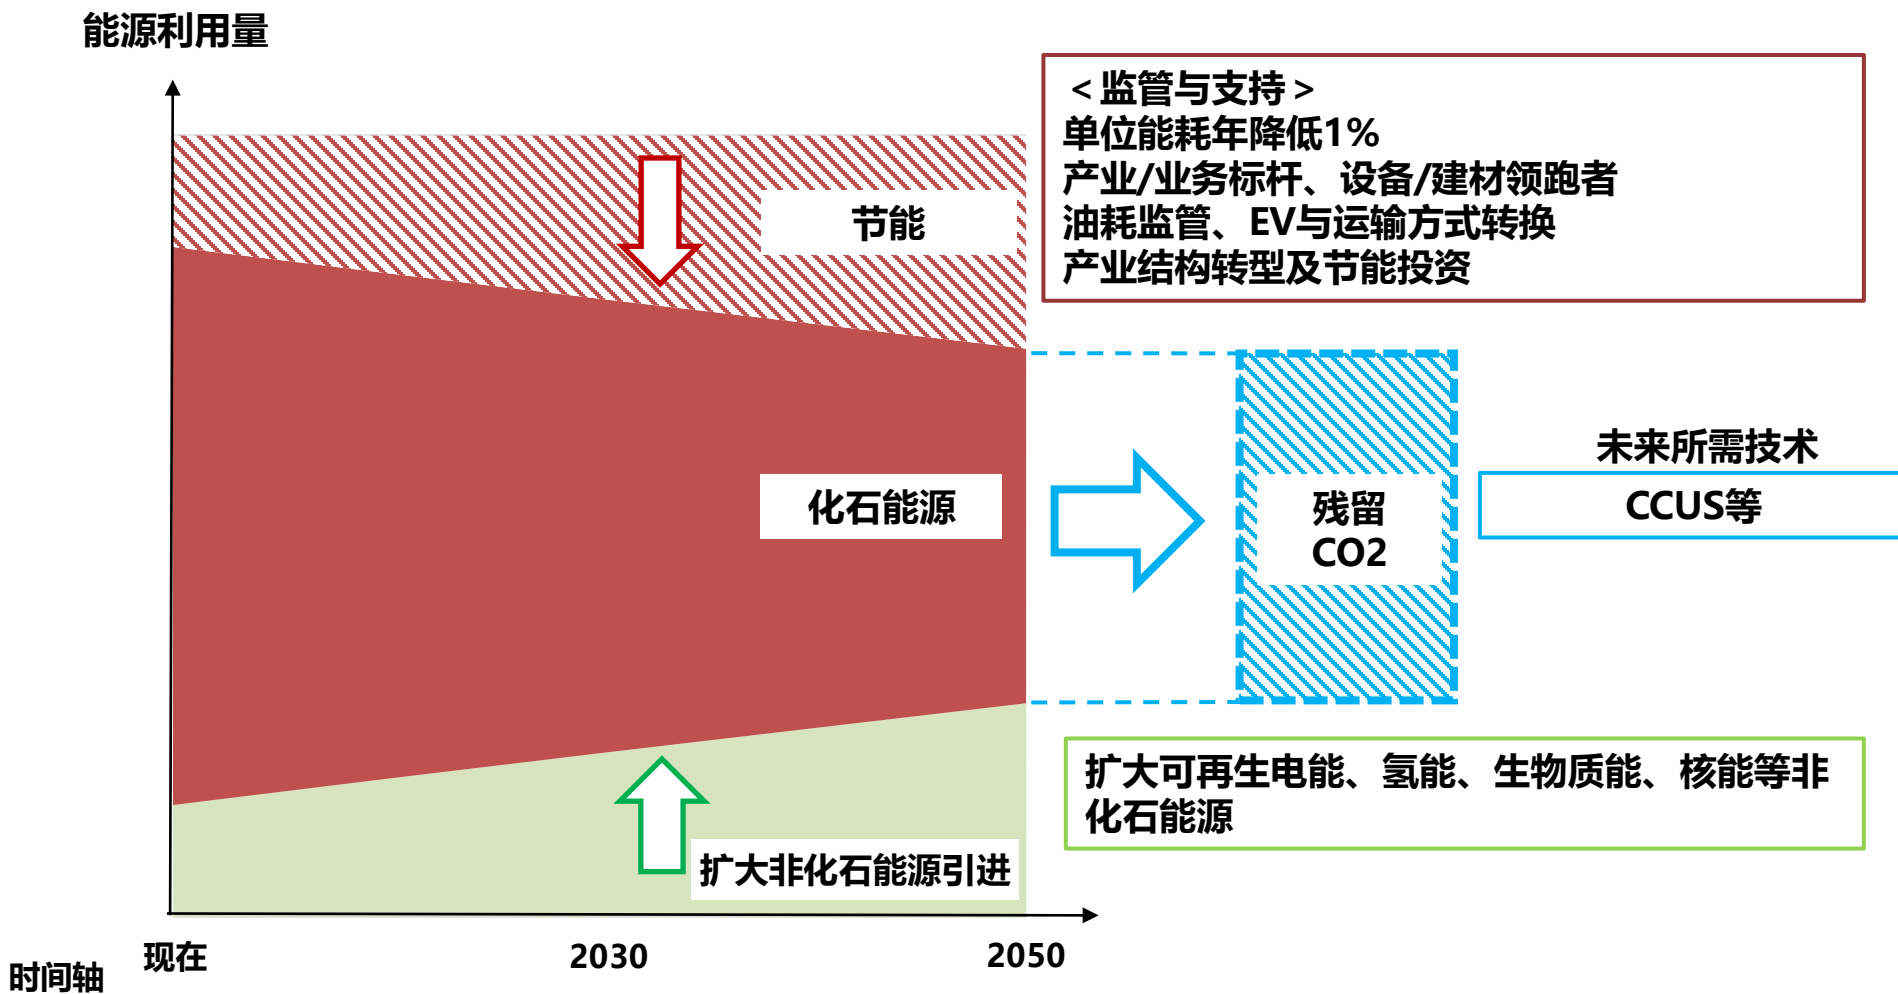 能源利用量
＜监管与支持＞
单位能耗年降低1%
产业/业务标杆、设备/建材领跑者
油耗监管、EV与运输方式转换
产业结构转型及节能投资
节能
化石能源
残留
CO2
未来所需技术
CCUS等
扩大可再生电能、氢能、生物质能、核能等非
化石能源
扩大非化石能源引进
现在
2030
2050
时间轴